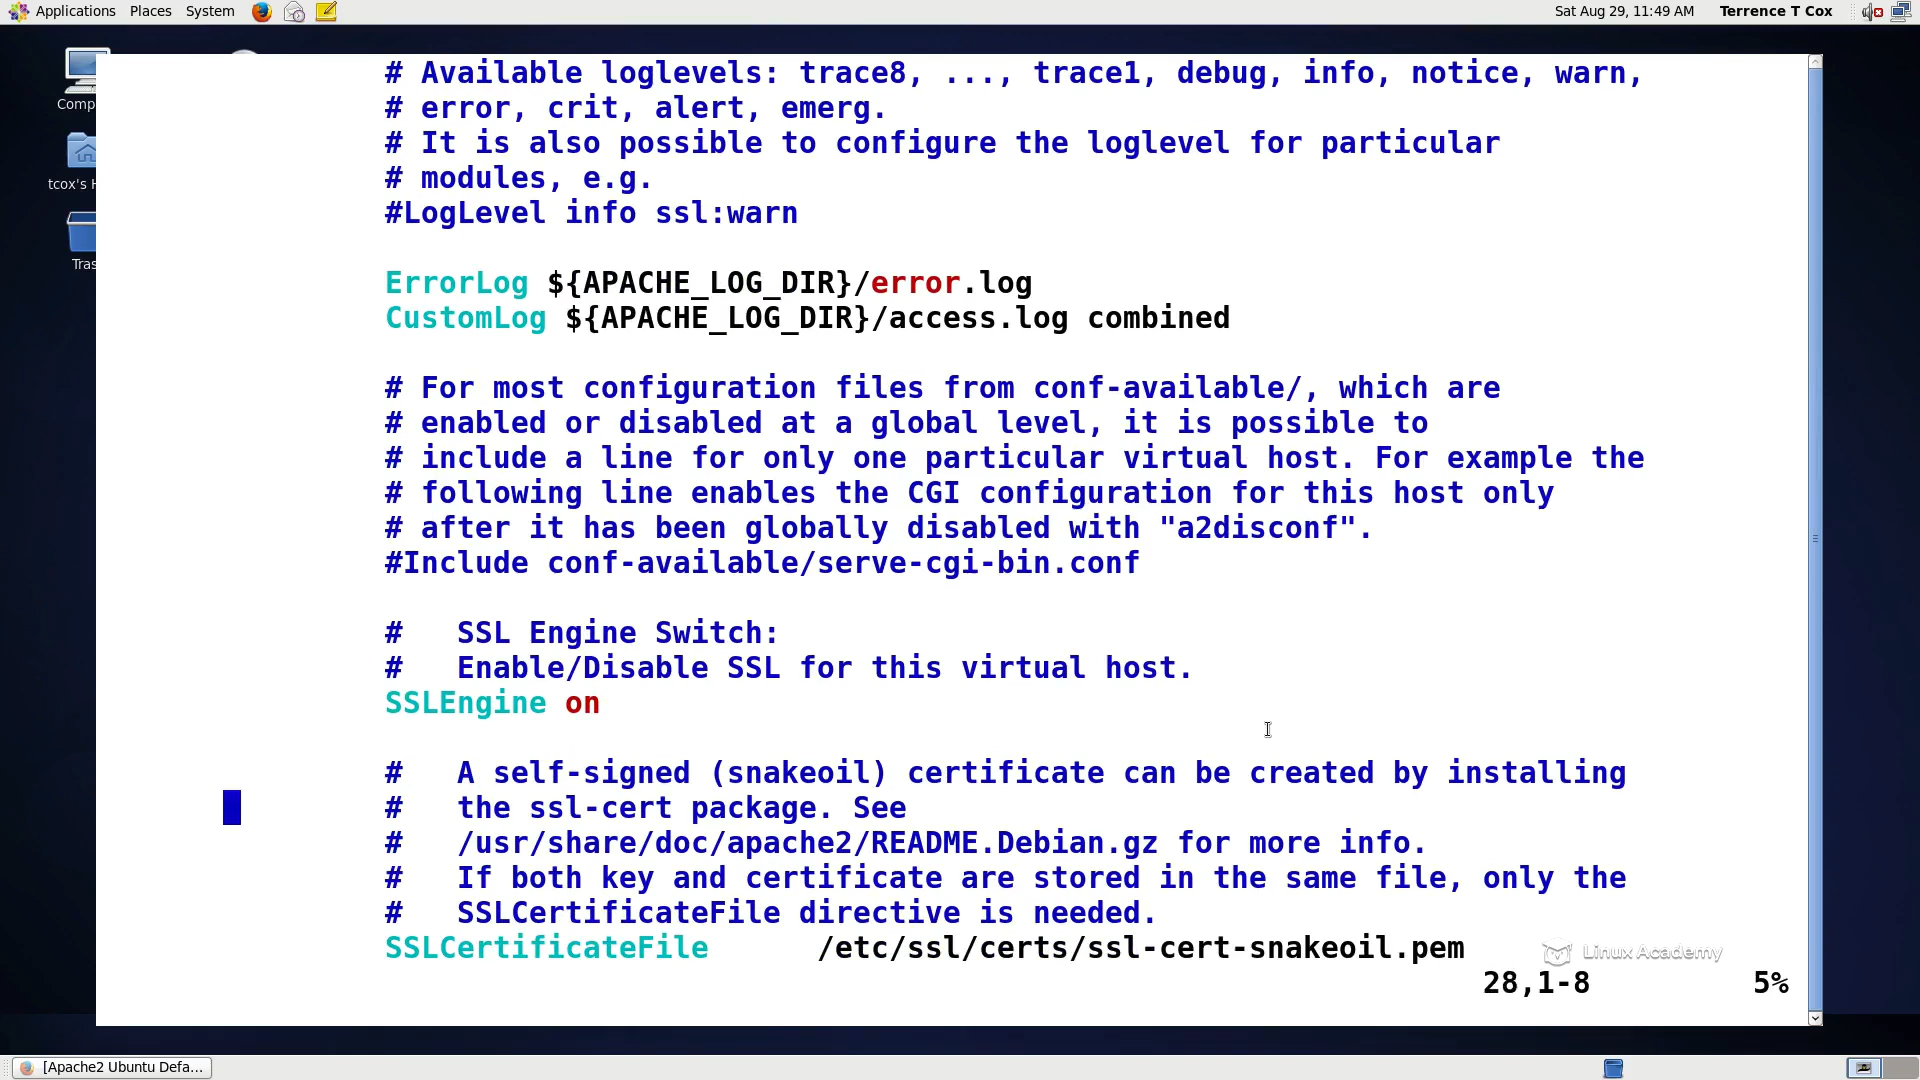 Applications Places System Sat Aug 29, 11:49 AM Terrence T Cox
# Available loglevels: trace8, ..., trace1, debug, info, notice, warn,
# error, crit, alert, emerg.
# It is also possible to configure the loglevel for particular
# modules, e.g.
#LogLevel info ssl:warn
ErrorLog ${APACHE_LOG_DIR}/error.log
CustomLog ${APACHE_LOG_DIR}/access.log combined
# For most configuration files from conf-available/, which are
# enabled or disabled at a global level, it is possible to
# include a line for only one particular virtual host. For example the
# following line enables the CGI configuration for this host only
# after it has been globally disabled with "a2disconf".
#Include conf-available/serve-cgi-bin.conf
#   SSL Engine Switch:
#   Enable/Disable SSL for this virtual host.
SSLEngine on
#   A self-signed (snakeoil) certificate can be created by installing
#   the ssl-cert package. See
#   /usr/share/doc/apache2/README.Debian.gz for more info.
#   If both key and certificate are stored in the same file, only the
#   SSLCertificateFile directive is needed.
SSLCertificateFile      /etc/ssl/certs/ssl-cert-snakeoil.pem
28,1-8 5%
Comp
tcox's H
Tras
Linux Academy
[Apache2 Ubuntu Defa...